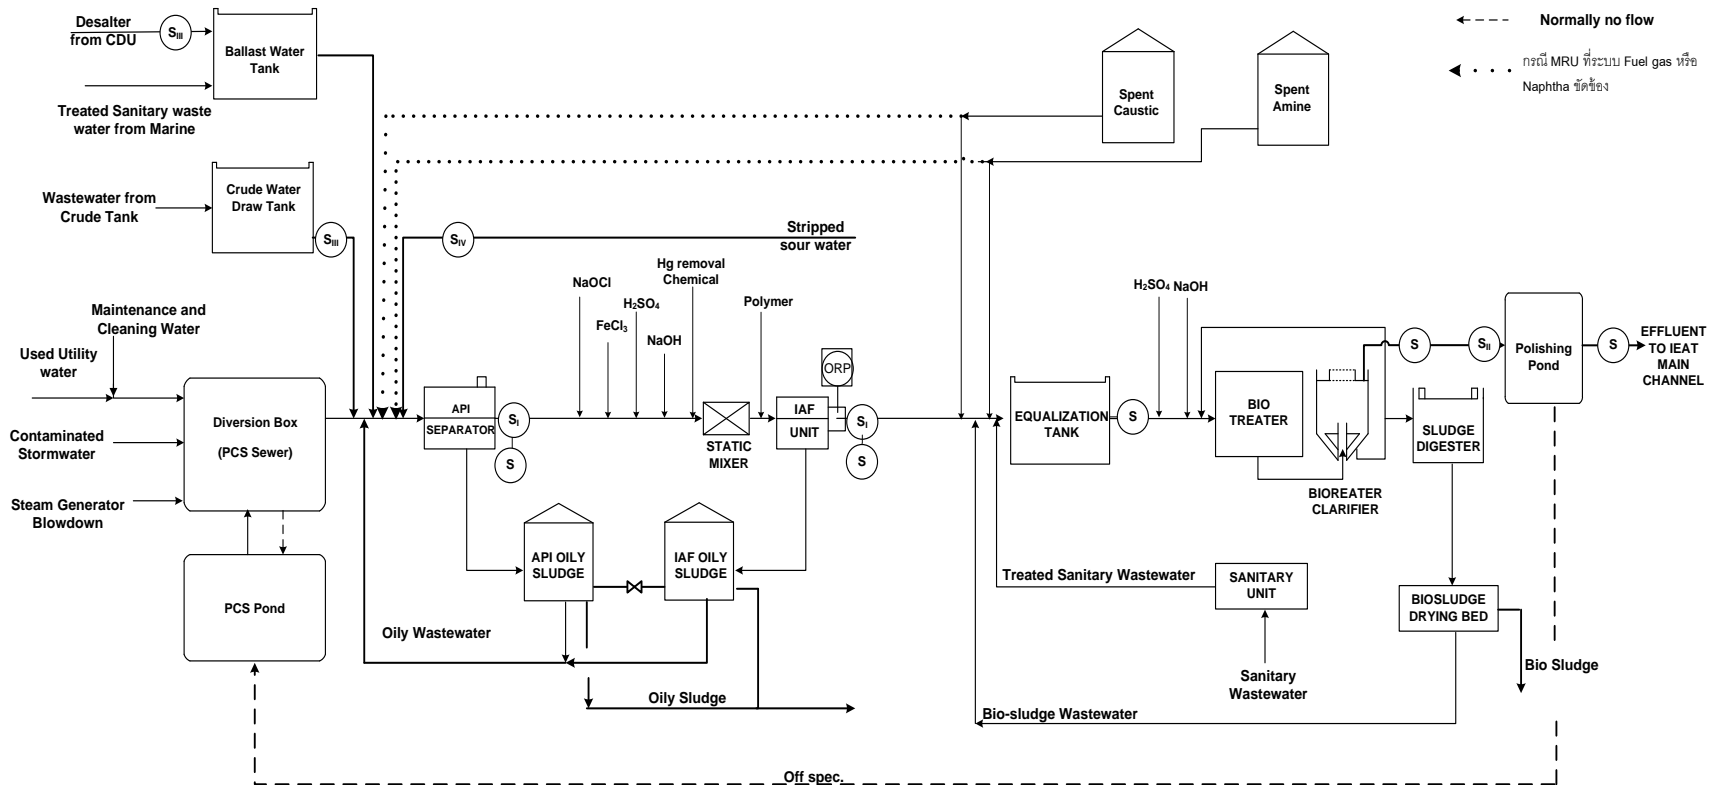 Desalter
from CDU
SIII
Ballast Water
Tank
Treated Sanitary waste
water from Marine
Wastewater from
Crude Tank
Crude Water
Draw Tank
SIII
SIV
Stripped
sour water
Spent
Caustic
Spent
Amine
Normally no flow
กรณี MRU ที่ระบบ Fuel gas หรือ
Naphtha ขัดข้อง
Maintenance and
Cleaning Water
Used Utility
water
Contaminated
Stormwater
Steam Generator
Blowdown
Diversion Box
(PCS Sewer)
PCS Pond
API
SEPARATOR
SI
S
NaOCl
FeCl3
H2SO4
NaOH
Hg removal
Chemical
Polymer
STATIC
MIXER
ORP
IAF
UNIT
SI
S
API OILY
SLUDGE
IAF OILY
SLUDGE
Oily Wastewater
Oily Sludge
EQUALIZATION
TANK
S
H2SO4
NaOH
BIO
TREATER
BIOREATER
CLARIFIER
SLUDGE
DIGESTER
S
SII
Polishing
Pond
S
EFFLUENT
TO IEAT
MAIN
CHANNEL
Treated Sanitary Wastewater
SANITARY
UNIT
Sanitary
Wastewater
BIOSLUDGE
DRYING BED
Bio Sludge
Bio-sludge Wastewater
Off spec.